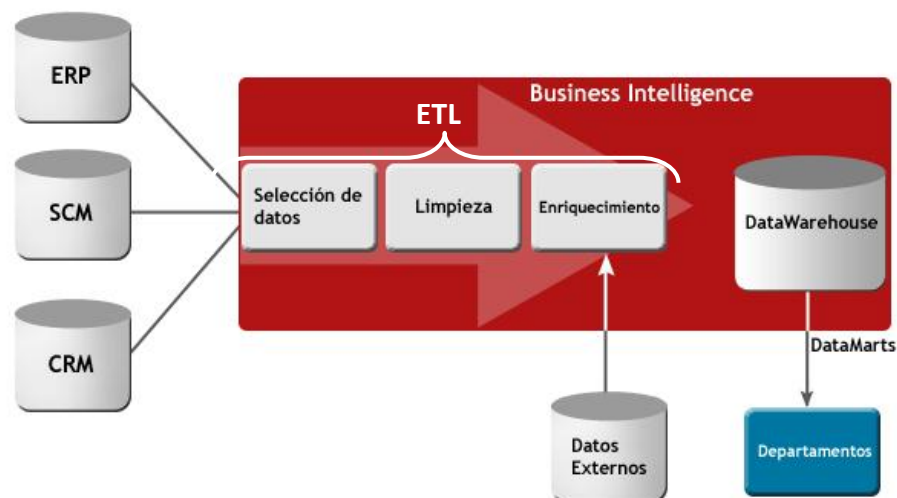 ERP
SCM
CRM
Business Intelligence
ETL
Selección de
datos
Limpieza
Enriquecimiento
DataWarehouse
DataMarts
Datos
Externos
Departamentos